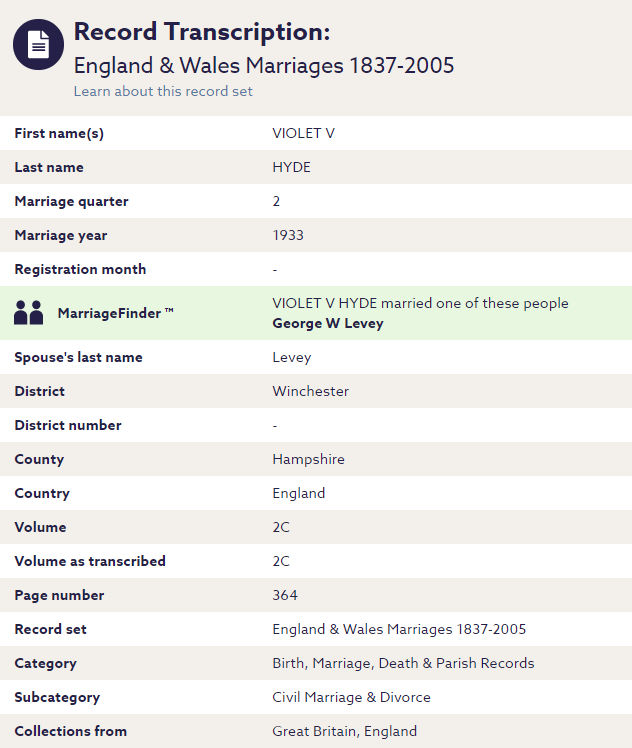 Record Transcription:
England & Wales Marriages 1837-2005
Learn about this record set
First name(s) VIOLET V
Last name HYDE
Marriage quarter 2
Marriage year 1933
Registration month -
MarriageFinder ™ VIOLET V HYDE married one of these people
George W Levey
Spouse's last name Levey
District Winchester
District number -
County Hampshire
Country England
Volume 2C
Volume as transcribed 2C
Page number 364
Record set England & Wales Marriages 1837-2005
Category Birth, Marriage, Death & Parish Records
Subcategory Civil Marriage & Divorce
Collections from Great Britain, England